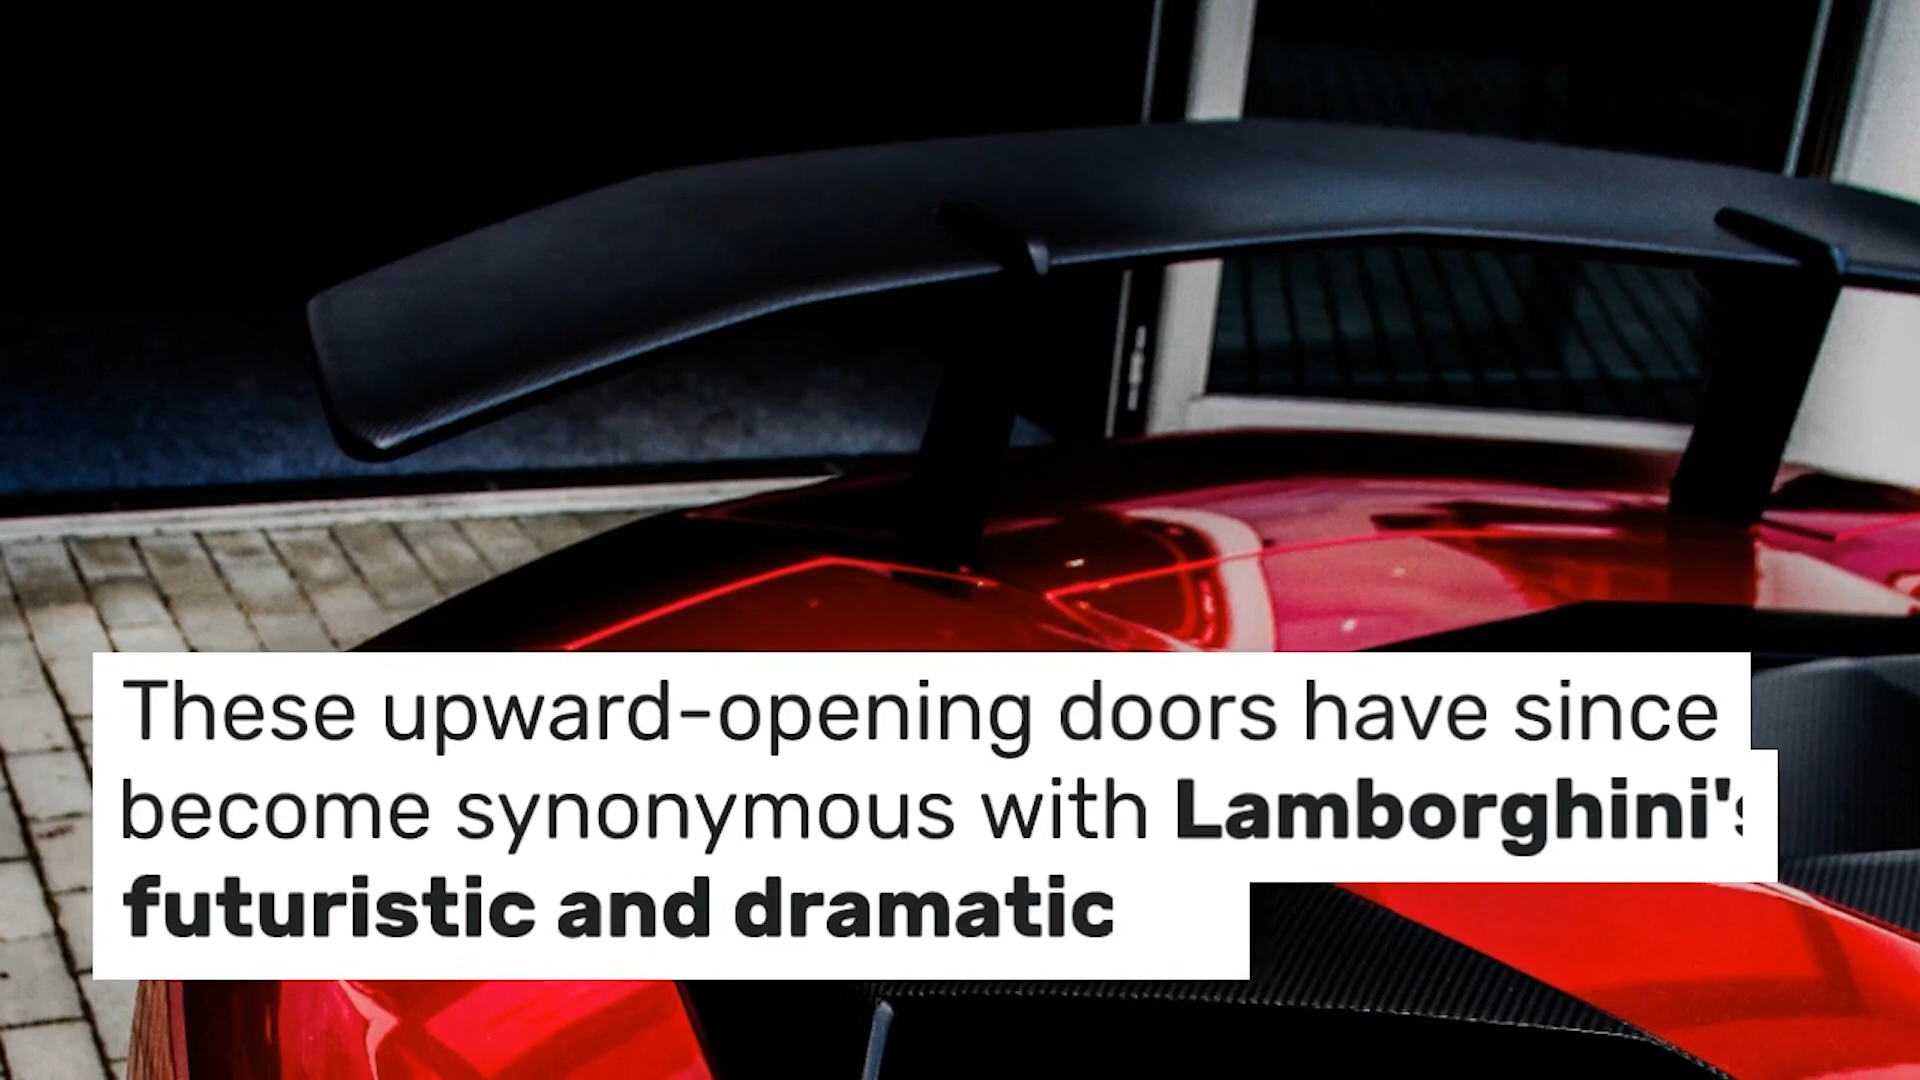 These upward-opening doors have since
become synonymous with Lamborghini's
futuristic and dramatic